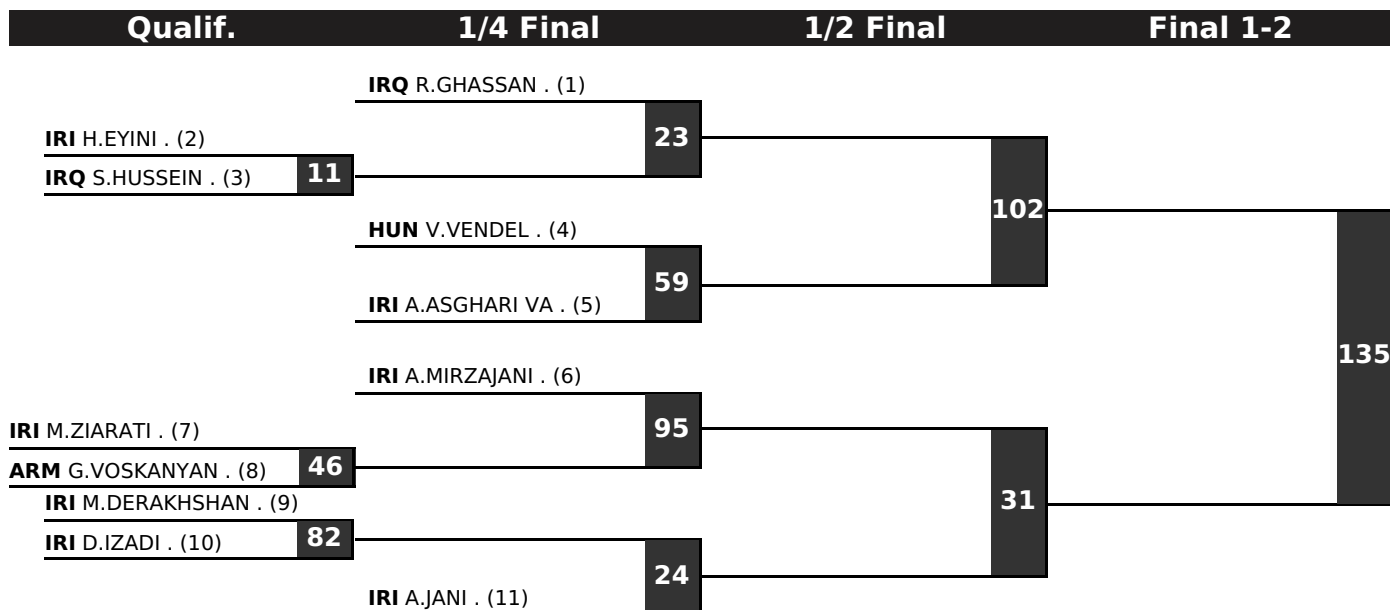 Qualif. 1/4 Final 1/2 Final Final 1-2
IRQ R.GHASSAN . (1)
23
IRI H.EYINI . (2)
11
IRQ S.HUSSEIN . (3)
102
HUN V.VENDEL . (4)
59
IRI A.ASGHARI VA . (5)
135
IRI A.MIRZAJANI . (6)
95
IRI M.ZIARATI . (7)
46
ARM G.VOSKANYAN . (8)
IRI M.DERAKHSHAN . (9)
31
82
IRI D.IZADI . (10)
24
IRI A.JANI . (11)